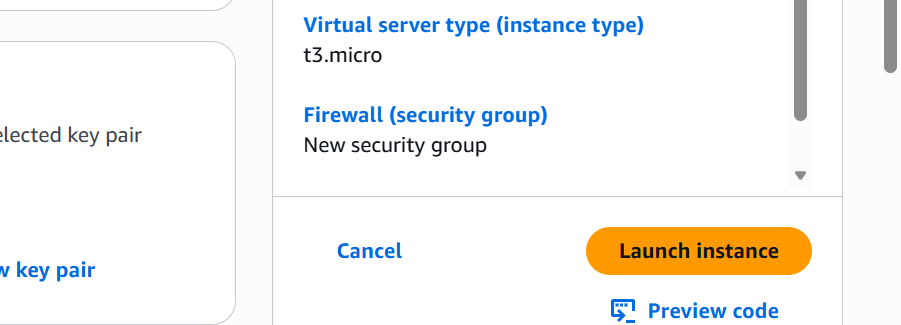 Virtual server type (instance type)
t3.micro
Firewall (security group)
New security group
selected key pair
key pair
Cancel
Launch instance
Preview code